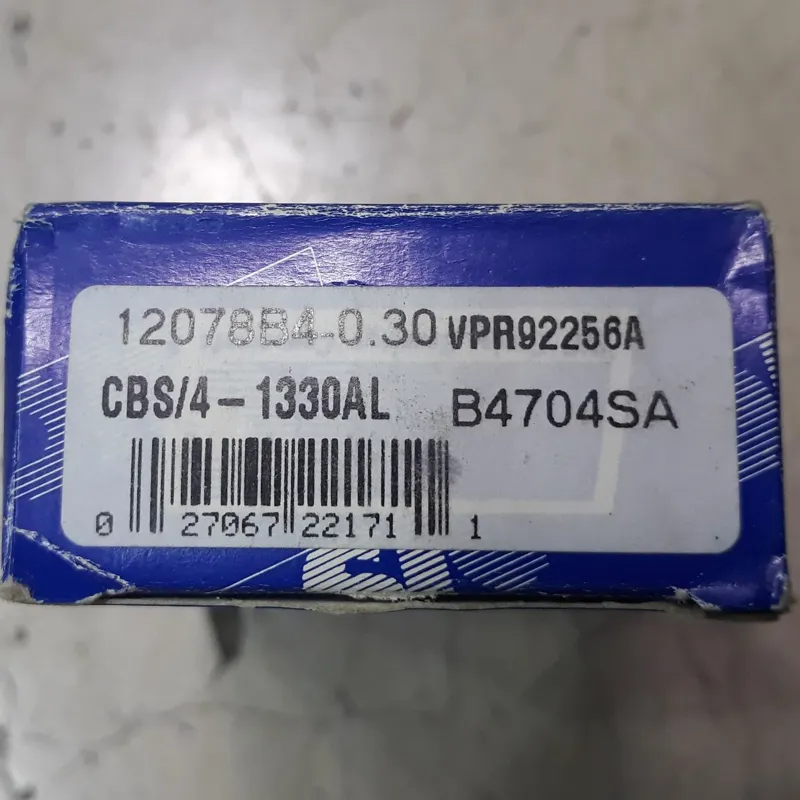 12078B4-0.30 VPR92256A
CBS/4-1330AL B4704SA
0 27067 22171 1